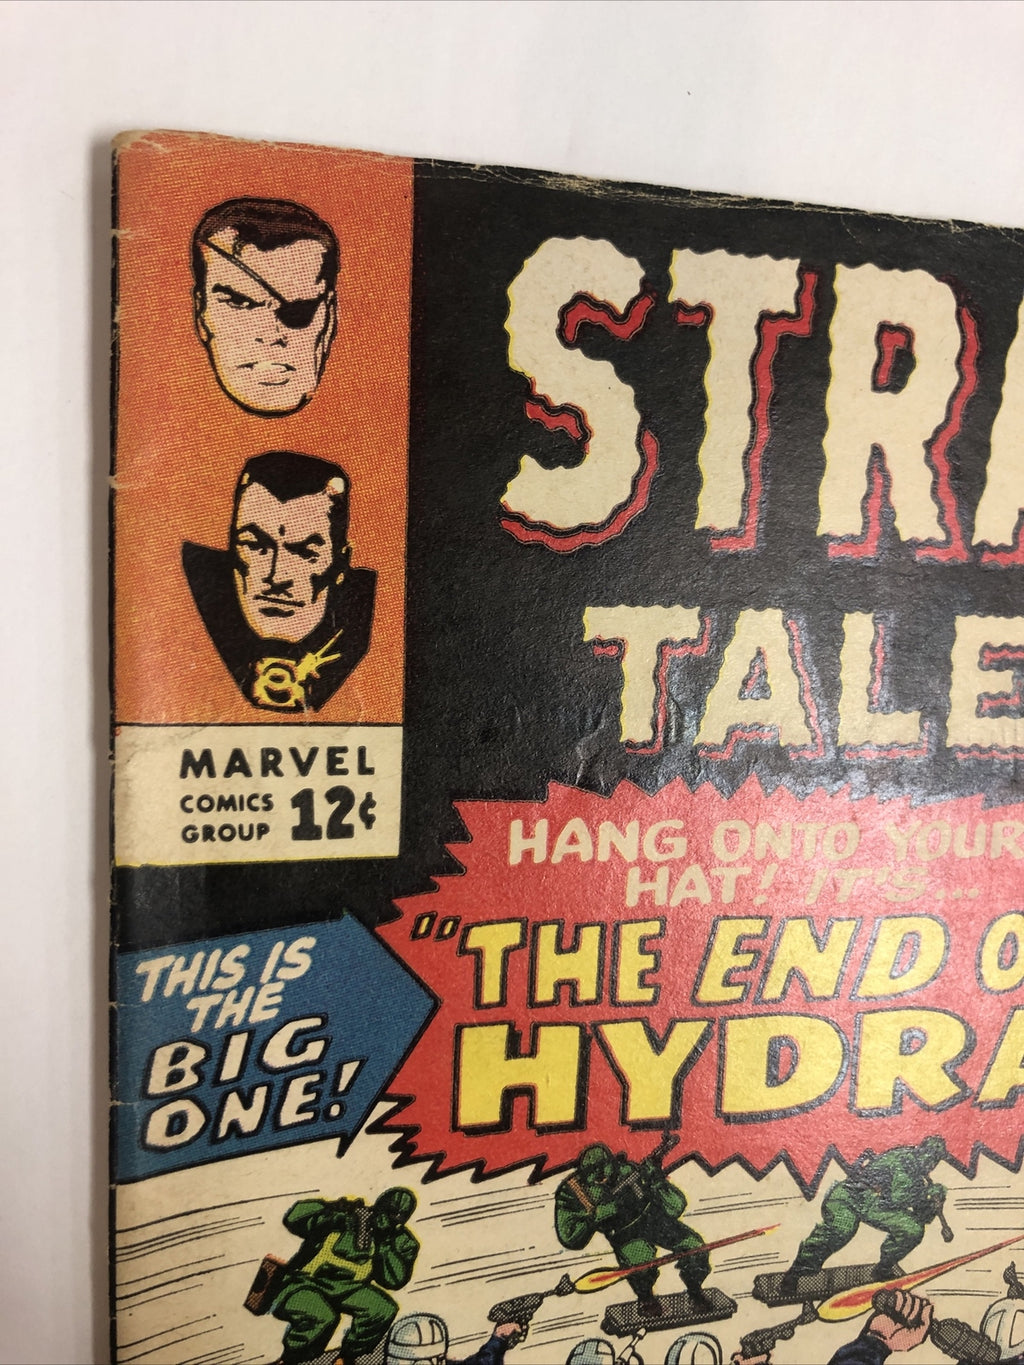 STRA
TALE
MARVEL
COMICS
GROUP 12¢
HANG ONTO YOUR
HAT! IT'S...
"THE END O
HYDRA
THIS IS
THE
BIG
ONE!